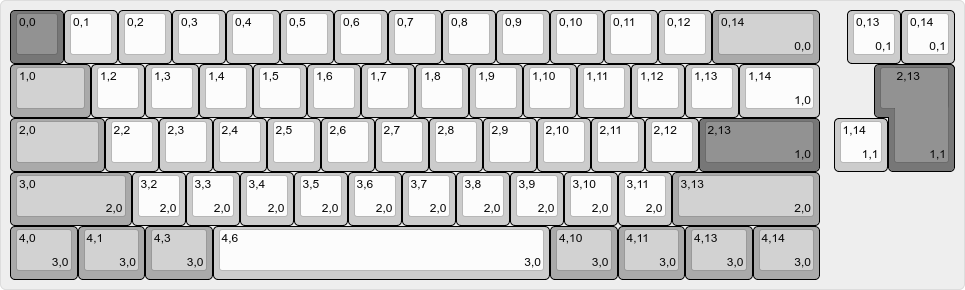 0,0 0,1 0,2 0,3 0,4 0,5 0,6 0,7 0,8 0,9 0,10 0,11 0,12 0,14 0,13 0,14
0,0 0,1 0,1
1,0 1,2 1,3 1,4 1,5 1,6 1,7 1,8 1,9 1,10 1,11 1,12 1,13 1,14 2,13
1,0
2,0 2,2 2,3 2,4 2,5 2,6 2,7 2,8 2,9 2,10 2,11 2,12 2,13 1,14
1,0 1,1 1,1
3,0 3,2 3,3 3,4 3,5 3,6 3,7 3,8 3,9 3,10 3,11 3,13
2,0 2,0 2,0 2,0 2,0 2,0 2,0 2,0 2,0 2,0 2,0 2,0
4,0 4,1 4,3 4,6 4,10 4,11 4,13 4,14
3,0 3,0 3,0 3,0 3,0 3,0 3,0 3,0